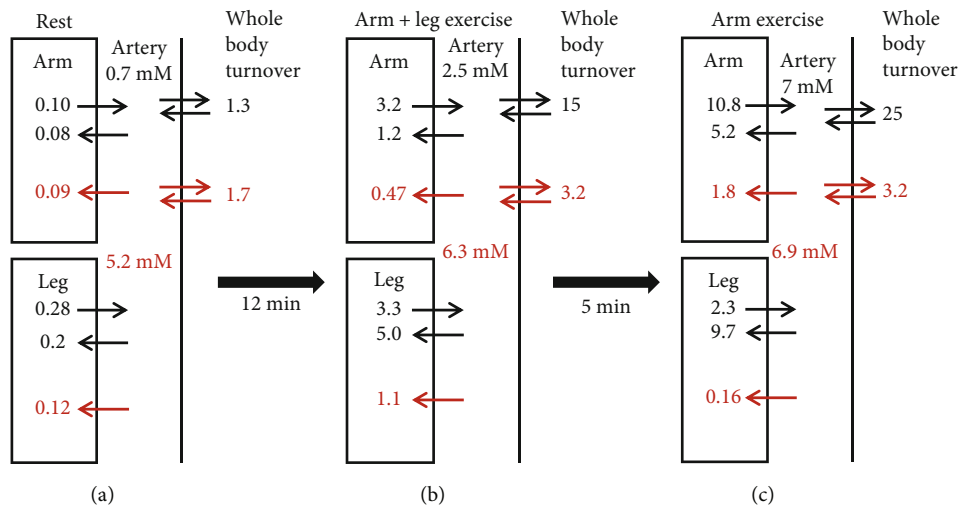 Rest
Arm
Artery
0.7 mM
Whole
body
turnover
0.10
0.08
1.3
0.09
1.7
5.2 mM
Leg
0.28
0.2
0.12
(a)
12 min
Arm + leg exercise
Arm
Artery
2.5 mM
Whole
body
turnover
3.2
1.2
15
0.47
3.2
6.3 mM
Leg
3.3
5.0
1.1
(b)
5 min
Arm exercise
Arm
Artery
7 mM
Whole
body
turnover
10.8
5.2
25
1.8
3.2
6.9 mM
Leg
2.3
9.7
0.16
(c)